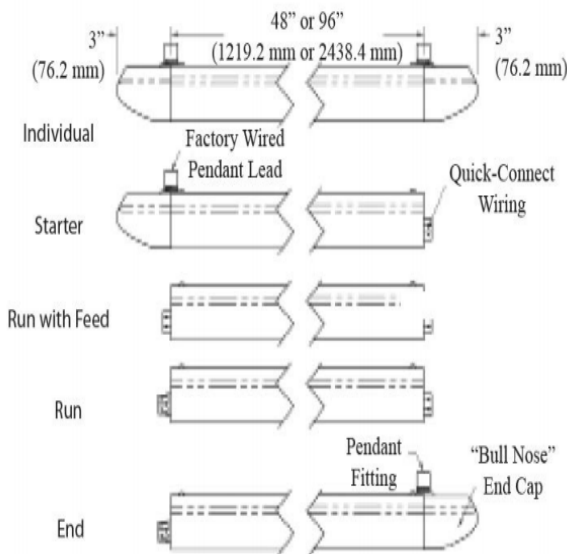 48” or 96”
3”
(1219.2 mm or 2438.4 mm)
3”
(76.2 mm)
(76.2 mm)
Individual
Factory Wired
Pendant Lead
Quick-Connect
Wiring
Starter
Run with Feed
Run
Pendant
Fitting
“Bull Nose”
End Cap
End